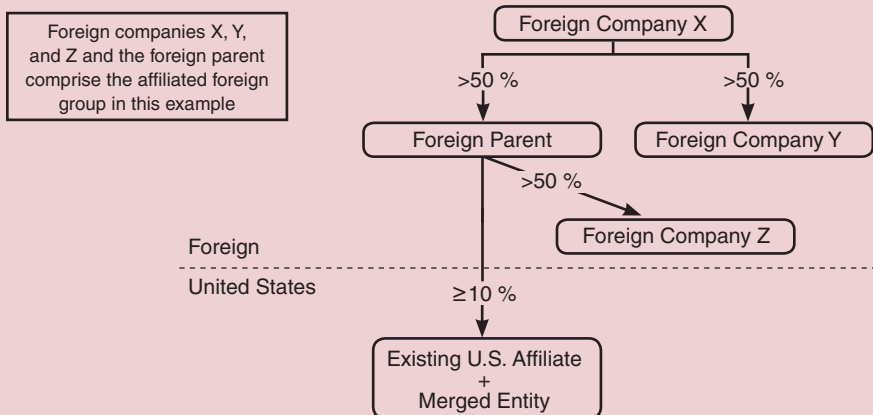 Foreign companies X, Y,
and Z and the foreign parent
comprise the affiliated foreign
group in this example
Foreign Company X
>50 %
>50 %
Foreign Parent
Foreign Company Y
>50 %
Foreign Company Z
Foreign
United States
≥10 %
Existing U.S. Affiliate
+
Merged Entity